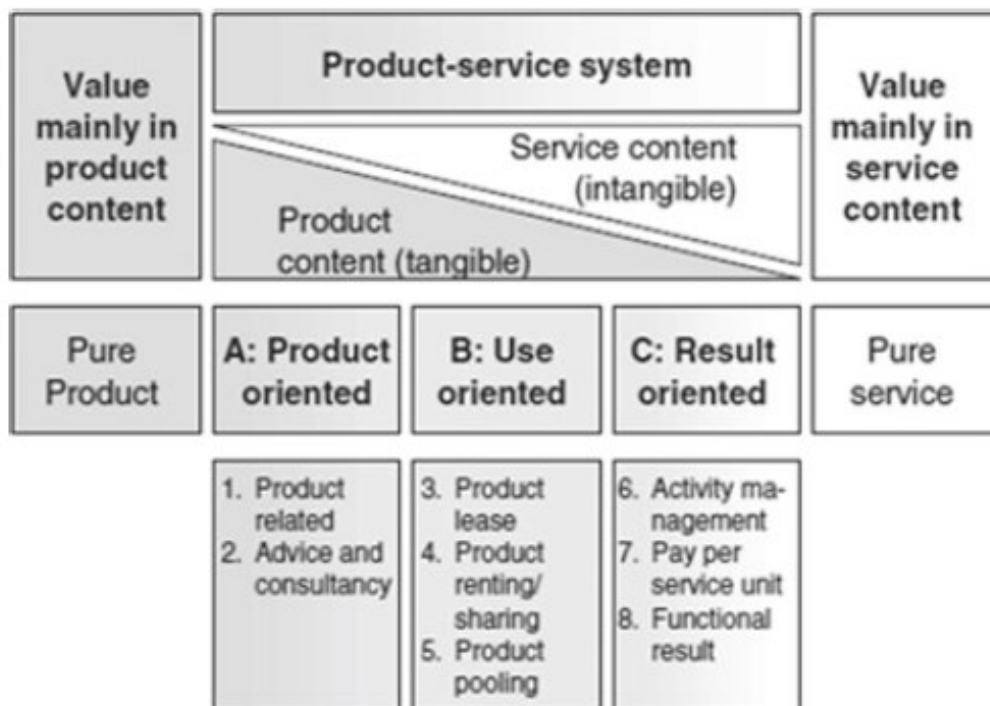 Value
mainly in
product
content
Product-service system
Service content
(intangible)
Product
content (tangible)
Value
mainly in
service
content
Pure
Product
A: Product
oriented
B: Use
oriented
C: Result
oriented
Pure
service
1. Product
related
2. Advice and
consultancy
3. Product
lease
4. Product
renting/
sharing
5. Product
pooling
6. Activity ma-
nagement
7. Pay per
service unit
8. Functional
result